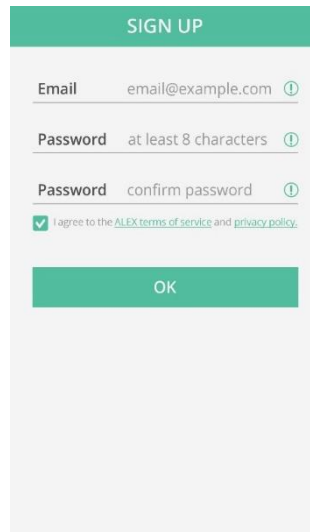 SIGN UP
Email email@example.com
Password at least 8 characters
Password confirm password
I agree to the ALEX terms of service and privacy policy.
OK